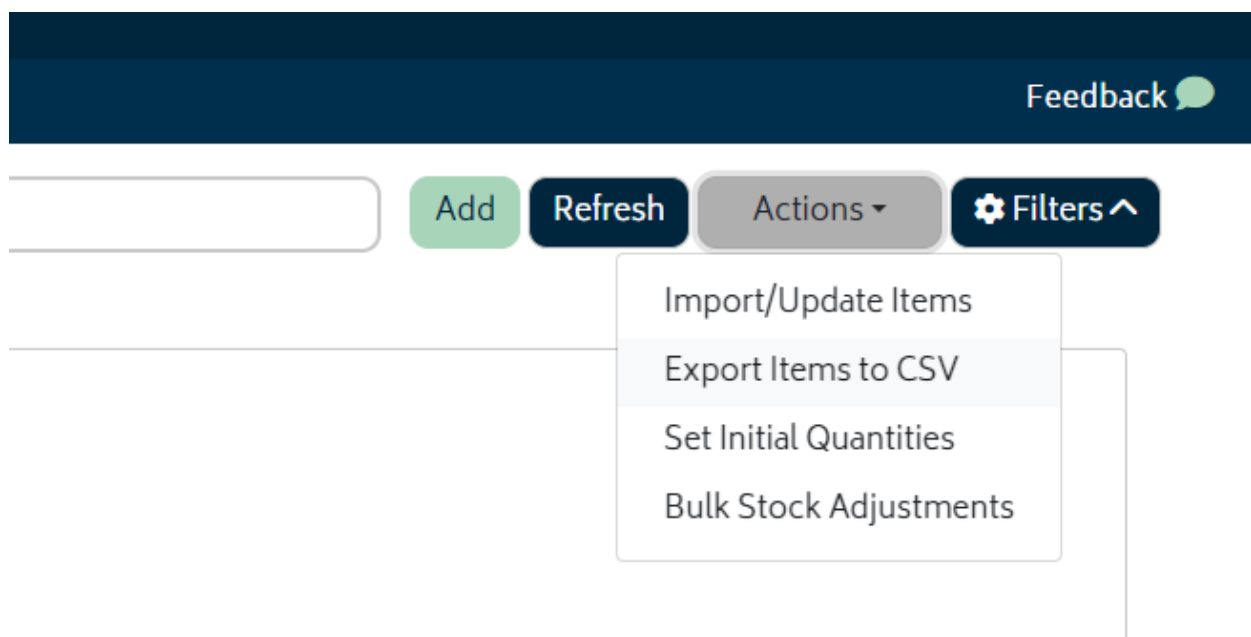 Feedback
Add Refresh Actions Filters
Import/Update Items
Export Items to CSV
Set Initial Quantities
Bulk Stock Adjustments